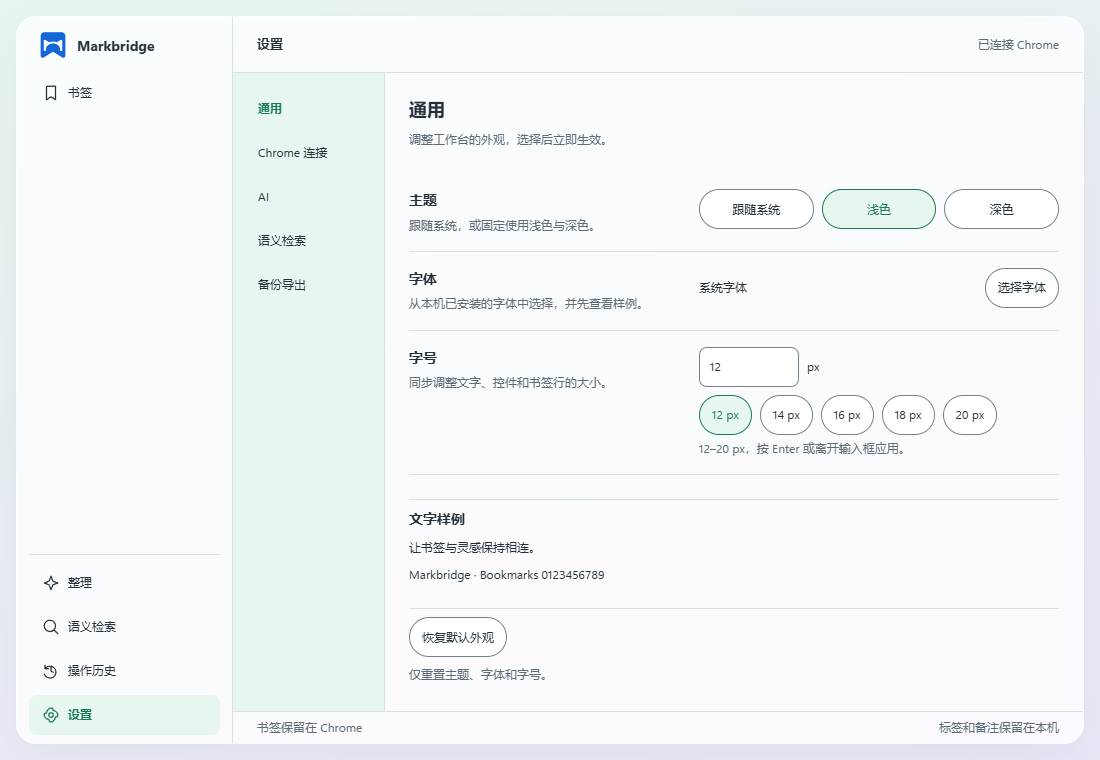 Markbridge
书签
整理
语义检索
操作历史
设置
设置
已连接 Chrome
通用
Chrome 连接
AI
语义检索
备份导出
通用
调整工作台的外观，选择后立即生效。
主题
跟随系统，或固定使用浅色与深色。
跟随系统
浅色
深色
字体
从本机已安装的字体中选择，并先查看样例。
系统字体
选择字体
字号
同步调整文字、控件和书签行的大小。
12
px
12 px
14 px
16 px
18 px
20 px
12–20 px，按 Enter 或离开输入框应用。
文字样例
让书签与灵感保持相连。
Markbridge · Bookmarks 0123456789
恢复默认外观
仅重置主题、字体和字号。
书签保留在 Chrome
标签和备注保留在本机